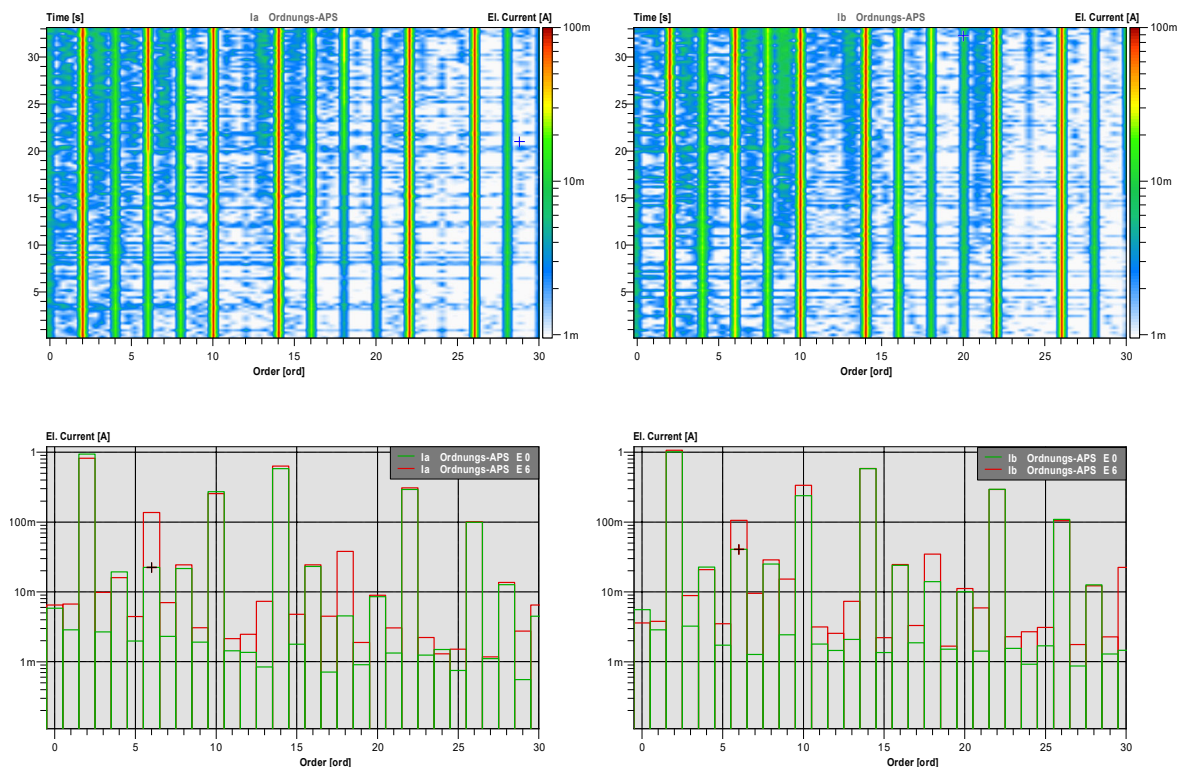 Time [s] Ia Ordnungs-APS El. Current [A]
100m
30
25
20
10m
15
10
5
1m
0 5 10 15 20 25 30
Order [ord]
Time [s] Ib Ordnungs-APS El. Current [A]
100m
30
25
20
10m
15
10
5
1m
0 5 10 15 20 25 30
Order [ord]
El. Current [A]
1
Ia Ordnungs-APS E 0
Ia Ordnungs-APS E 6
100m
10m
1m
0 5 10 15 20 25 30
Order [ord]
El. Current [A]
1
Ib Ordnungs-APS E 0
Ib Ordnungs-APS E 6
100m
10m
1m
0 5 10 15 20 25 30
Order [ord]